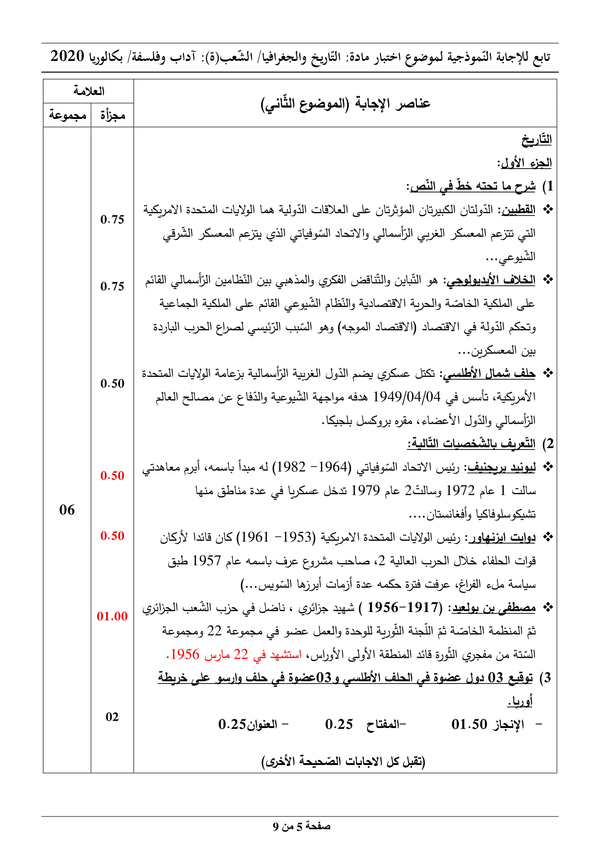 تابع للإجابة النّموذجية لموضوع اختبار مادة: التّاريخ والجغرافيا/ الشّعب(ة): آداب وفلسفة/ بكالوريا 2020
العلامة
عناصر الإجابة (الموضوع الثّاني)
مجزأة
مجموعة
التّاريخ
الجزء الأول:
1) شرح ما تحته خطّ في النّص:
❖ القطبين: الدّولتان الكبيرتان المؤثرتان على العلاقات الدّولية هما الولايات المتحدة الامريكية
0.75
التي تتزعم المعسكر الغربي الرّأسمالي والاتحاد السّوفياتي الذي يتزعم المعسكر الشّرقي
الشّيوعي...
❖ الخلاف الأيديولوجي: هو التّباين والتّناقض الفكري والمذهبي بين النّظامين الرّأسمالي القائم
0.75
على الملكية الخاصّة والحرية الاقتصادية والنّظام الشّيوعي القائم على الملكية الجماعية
وتحكم الدّولة في الاقتصاد (الاقتصاد الموجه) وهو السّبب الرّئيسي لصراع الحرب الباردة
بين المعسكرين...
❖ حلف شمال الأطلسي: تكتل عسكري يضم الدّول الغربية الرّأسمالية بزعامة الولايات المتحدة
0.50
الأمريكية، تأسس في 1949/04/04 هدفه مواجهة الشّيوعية والدّفاع عن مصالح العالم
الرّأسمالي والدّول الأعضاء، مقره بروكسل بلجيكا.
2) التّعريف بالشّخصيات التّالية:
❖ ليونيد بريجنيف: رئيس الاتحاد السّوفياتي (1964– 1982) له مبدأ باسمه، أبرم معاهدتي
0.50
سالت 1 عام 1972 وسالتْ2 عام 1979 تدخل عسكريا في عدة مناطق منها
تشيكوسلوفاكيا وأفغانستان....
06
❖ دوايت ايزنهاور: رئيس الولايات المتحدة الامريكية (1953– 1961) كان قائدا لأركان
0.50
قوات الحلفاء خلال الحرب العالية 2، صاحب مشروع عرف باسمه عام 1957 طبق
سياسة ملء الفراغ، عرفت فترة حكمه عدة أزمات أبرزها السّويس...)
❖ مصطفى بن بولعيد: (1917–1956 ) شهيد جزائري ، ناضل في حزب الشّعب الجزائري
01.00
ثمّ المنظمة الخاصّة ثمّ اللّجنة الثّورية للوحدة والعمل عضو في مجموعة 22 ومجموعة
السّتة من مفجري الثّورة قائد المنطقة الأولى الأوراس، استشهد في 22 مارس 1956.
3) توقيع 03 دول عضوة في الحلف الأطلسي و03عضوة في حلف وارسو على خريطة
أوربا.
02
– الإنجاز 01.50 –المفتاح 0.25 – العنوان0.25
(تقبل كل الاجابات الصّحيحة الأخرى)
صفحة 5 من 9